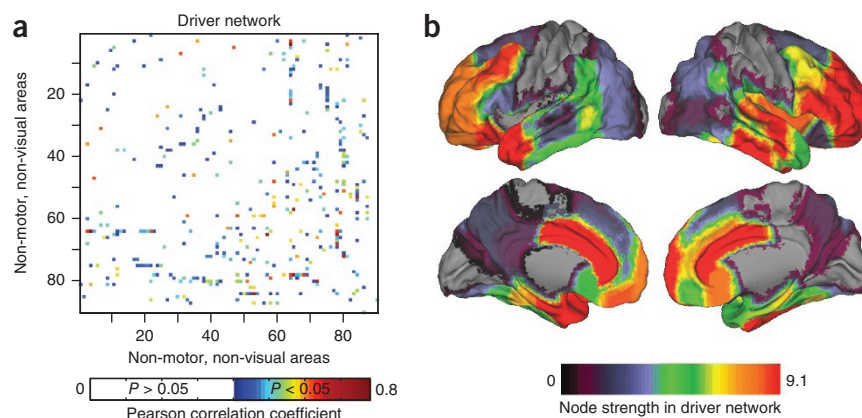 a
Driver network
Non-motor, non-visual areas
20
40
60
80
20 40 60 80
Non-motor, non-visual areas
0 P > 0.05 P < 0.05 0.8
Pearson correlation coefficient
b
0 9.1
Node strength in driver network